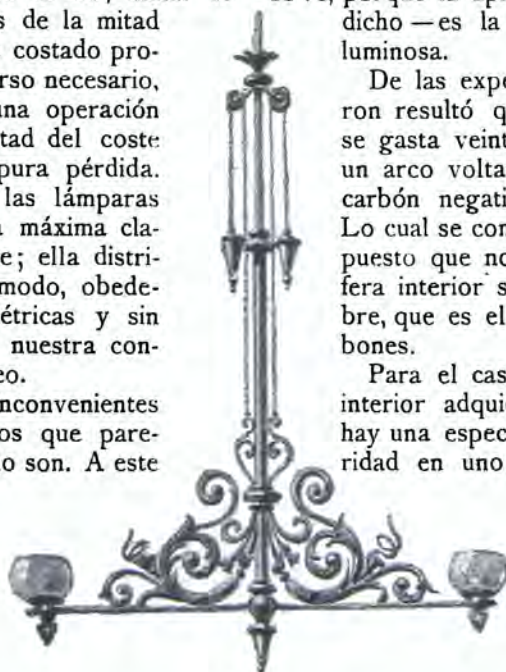 s de la mitad
costado pro-
rso necesario,
una operación
tad del coste
pura pérdida.
las lámparas
máxima cla-
e; ella distri-
modo, obede-
étricas y sin
nuestra con-
eo.
nconvenientes
os que pare-
o son. A este
dicho — es la
luminosa.
De las expe
ron resultó q
se gasta veint
un arco volta
carbón negati
Lo cual se con
puesto que no
fera interior s
bre, que es el
bones.
Para el cas
interior adqui
hay una espec
ridad en uno